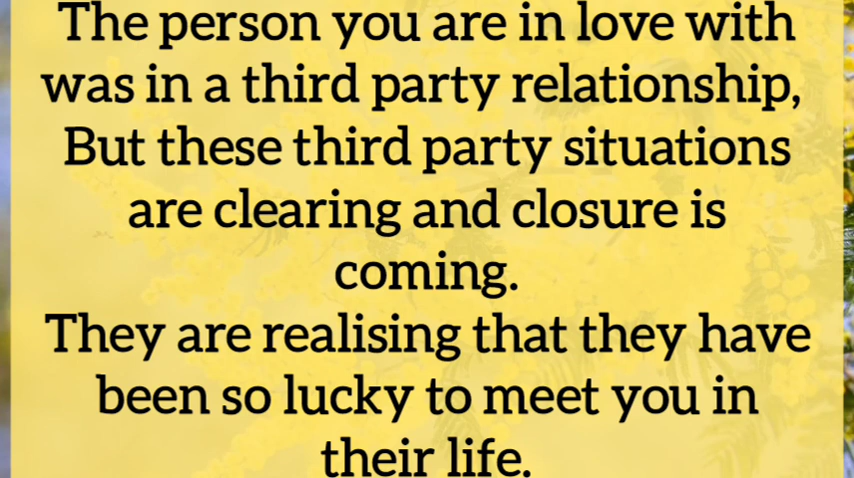 The person you are in love with
was in a third party relationship,
But these third party situations
are clearing and closure is
coming.
They are realising that they have
been so lucky to meet you in
their life.